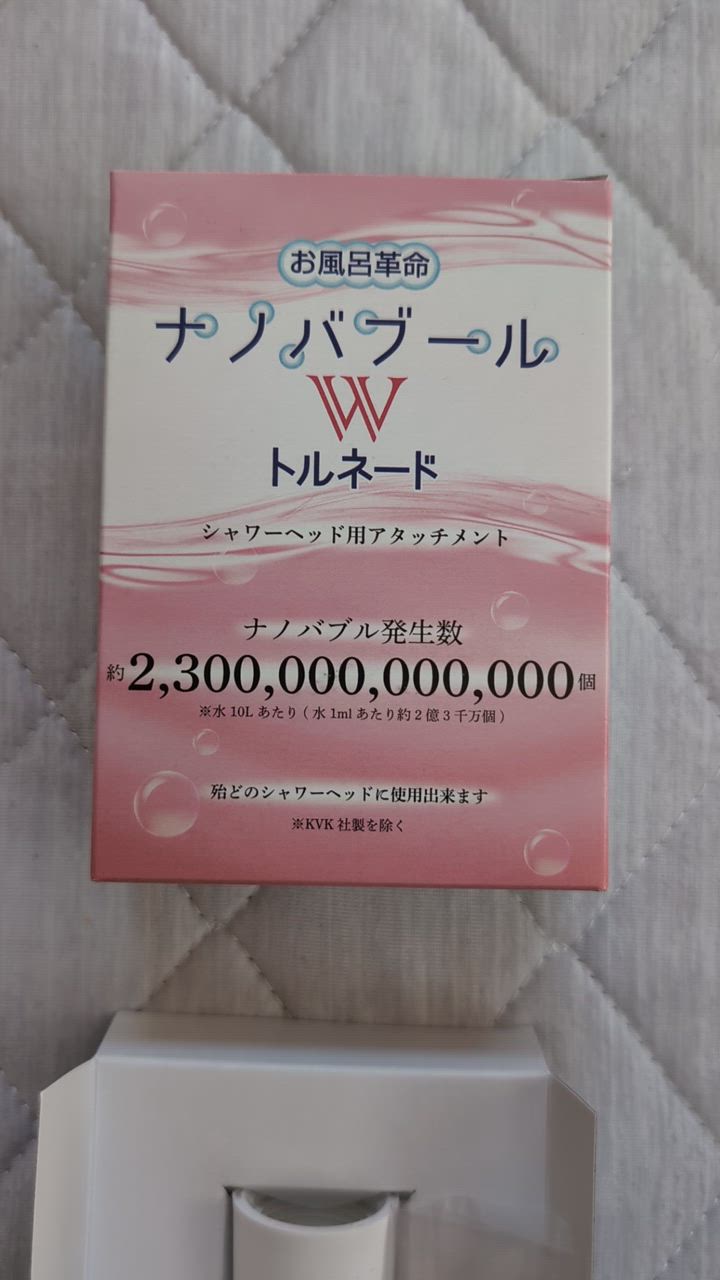 お風呂革命
ナノバブール
W
トルネード
シャワーヘッド用アタッチメント
ナノバブル発生数
約2,300,000,000,000個
※水10Lあたり(水1mlあたり約2億3千万個)
殆どのシャワーヘッドに使用出来ます
※KVK社製を除く